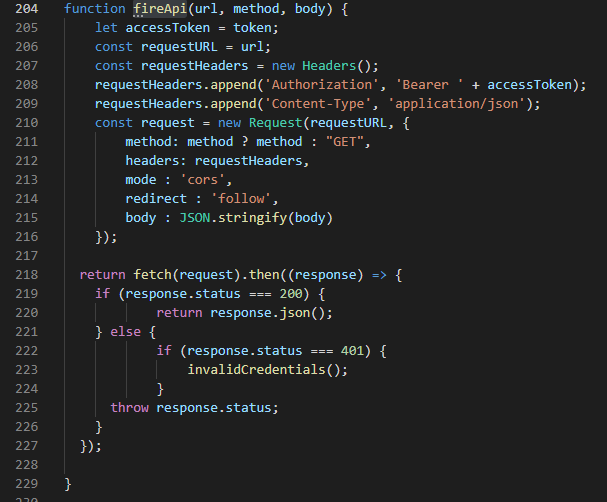 204 function fireApi(url, method, body) {
205 let accessToken = token;
206 const requestURL = url;
207 const requestHeaders = new Headers();
208 requestHeaders.append('Authorization', 'Bearer ' + accessToken);
209 requestHeaders.append('Content-Type', 'application/json');
210 const request = new Request(requestURL, {
211 method: method ? method : "GET",
212 headers: requestHeaders,
213 mode : 'cors',
214 redirect : 'follow',
215 body : JSON.stringify(body)
216 });
217
218 return fetch(request).then((response) => {
219 if (response.status === 200) {
220 return response.json();
221 } else {
222 if (response.status === 401) {
223 invalidCredentials();
224 }
225 throw response.status;
226 }
227 });
228
229 }
230